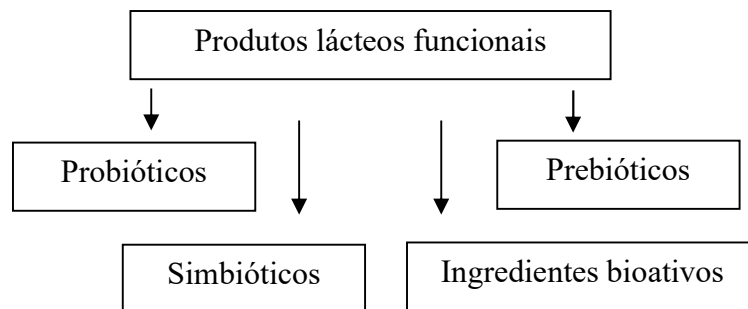 Produtos lácteos funcionais
Probióticos
Prebióticos
Simbióticos
Ingredientes bioativos